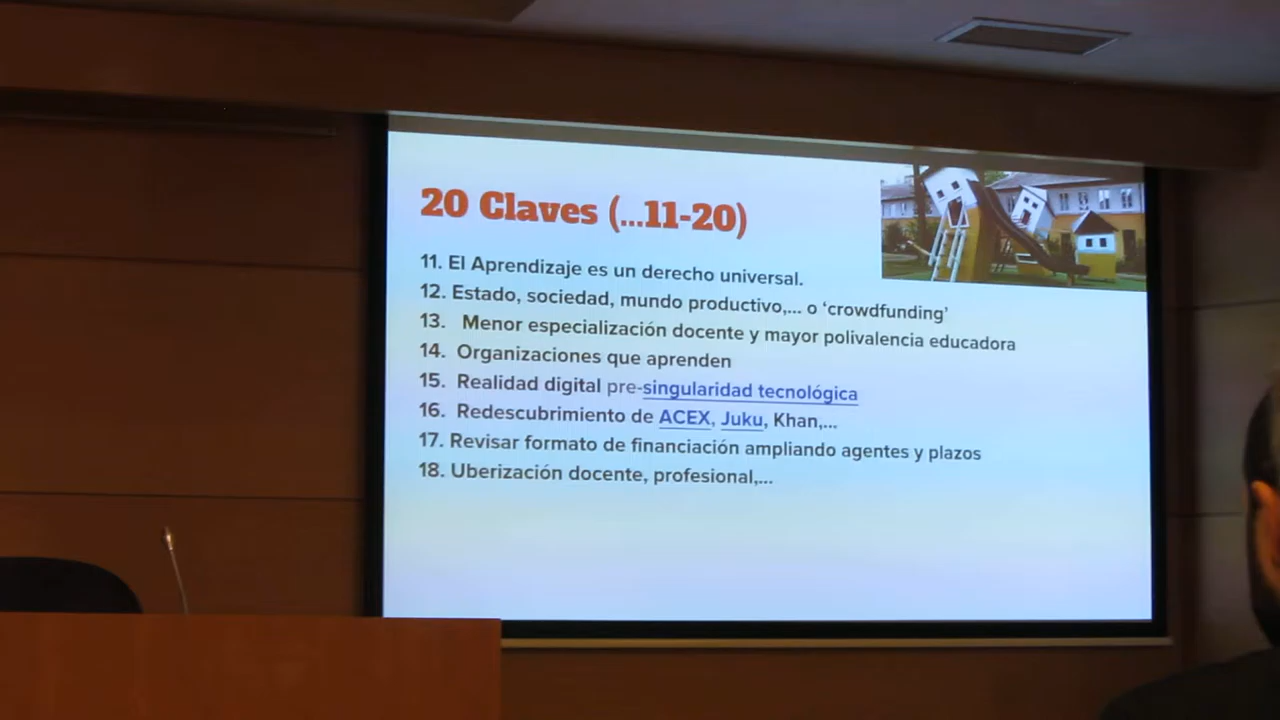 20 Claves (...11-20)
11. El Aprendizaje es un derecho universal.
12. Estado, sociedad, mundo productivo,... o ‘crowdfunding’
13. Menor especialización docente y mayor polivalencia educadora
14. Organizaciones que aprenden
15. Realidad digital pre-singularidad tecnológica
16. Redescubrimiento de ACEX, Juku, Khan,...
17. Revisar formato de financiación ampliando agentes y plazos
18. Uberización docente, profesional,...